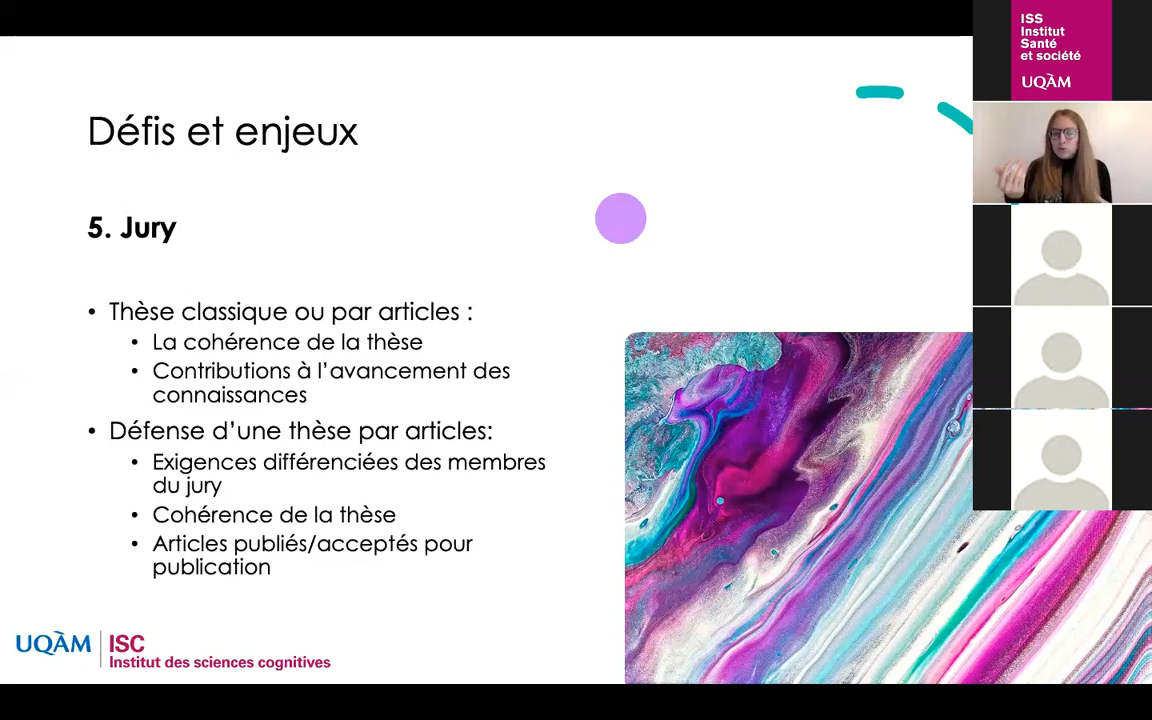 Défis et enjeux
5. Jury
• Thèse classique ou par articles :
• La cohérence de la thèse
• Contributions à l’avancement des
connaissances
• Défense d’une thèse par articles:
• Exigences différenciées des membres
du jury
• Cohérence de la thèse
• Articles publiés/acceptés pour
publication
UQÀM
ISC
Institut des sciences cognitives
ISS
Institut
Santé
et société
UQÀM